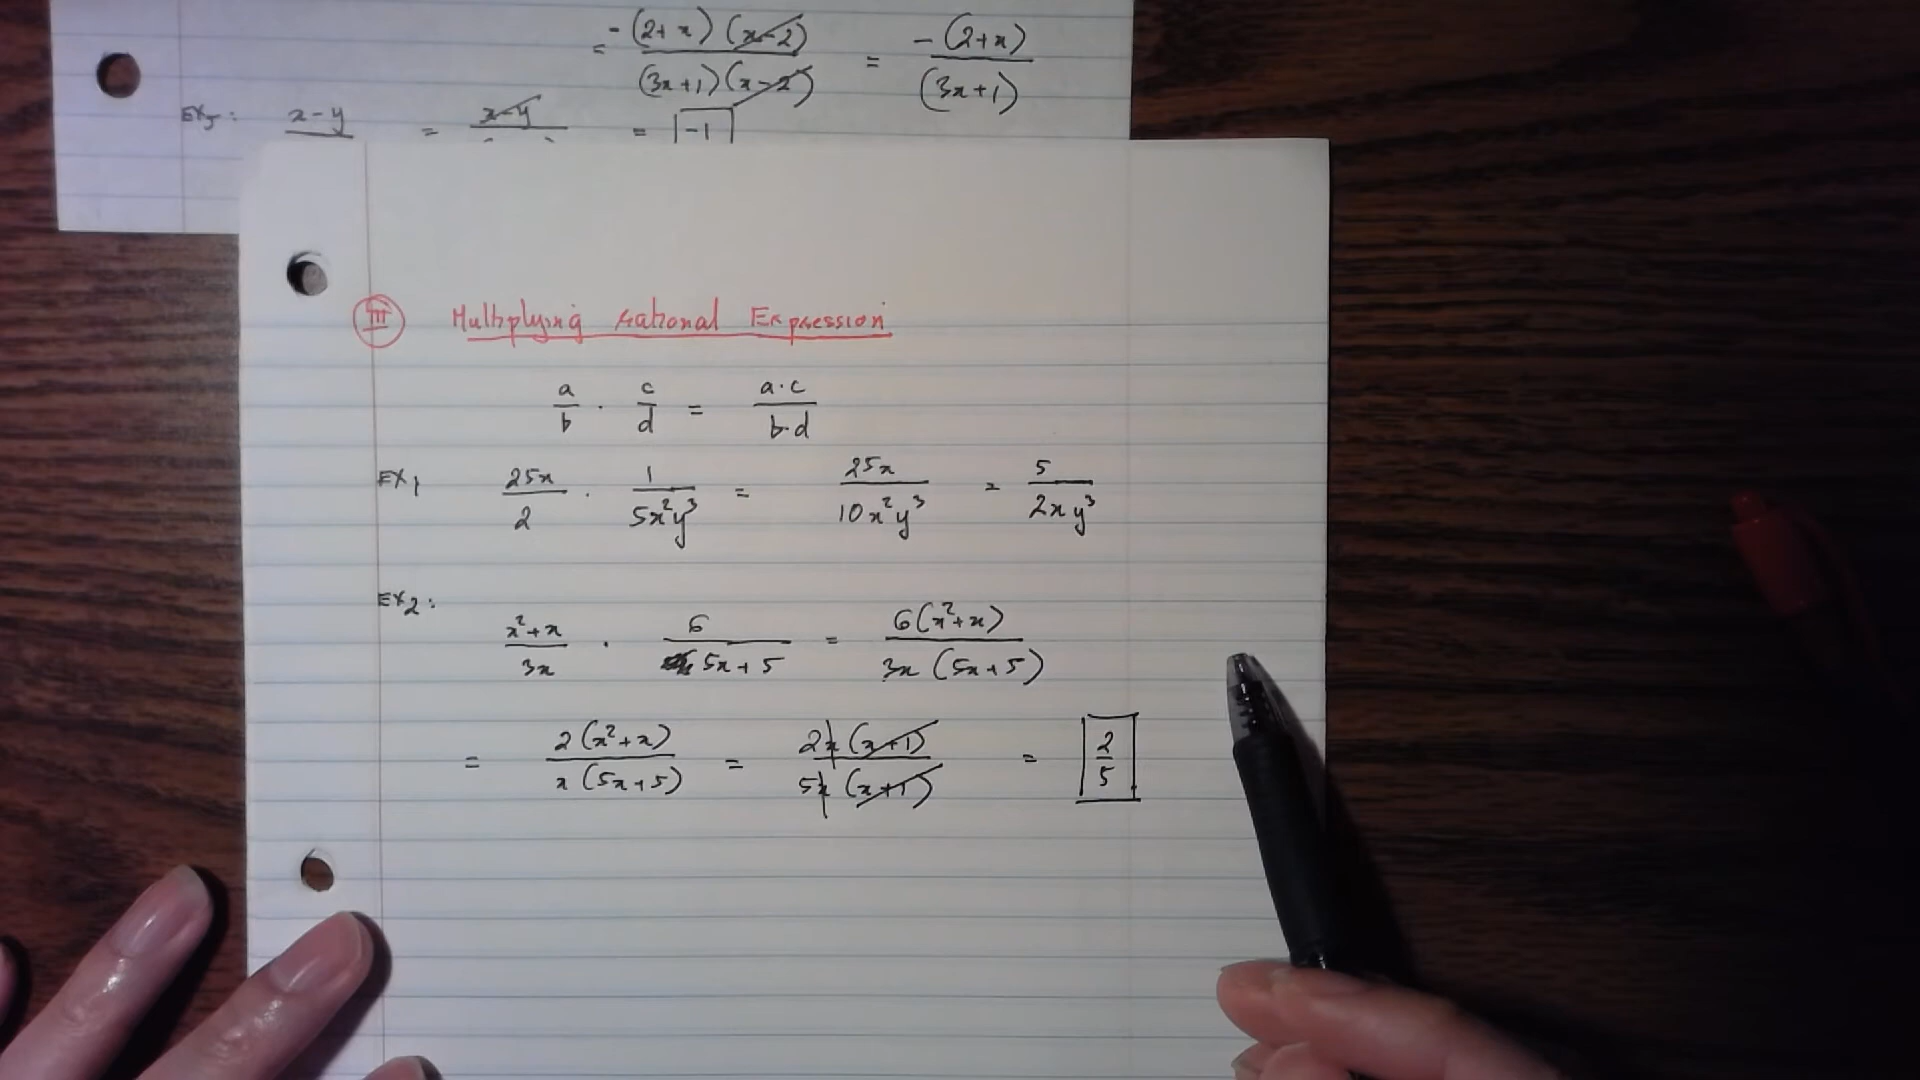 = -(2+x)(x-2) / (3x+1)(x-2) = -(2+x) / (3x+1)
EX5: x-y = x-y = -1
III Multiplying rational Expression
a/b · c/d = a·c / b·d
EX1 25x/2 · 1/5x²y³ = 25x/10x²y³ = 5/2xy³
EX2: x²+x / 3x · 6 / 5x+5 = 6(x²+x) / 3x(5x+5)
= 2(x²+x) / x(5x+5) = 2x(x+1) / 5x(x+1) = 2/5